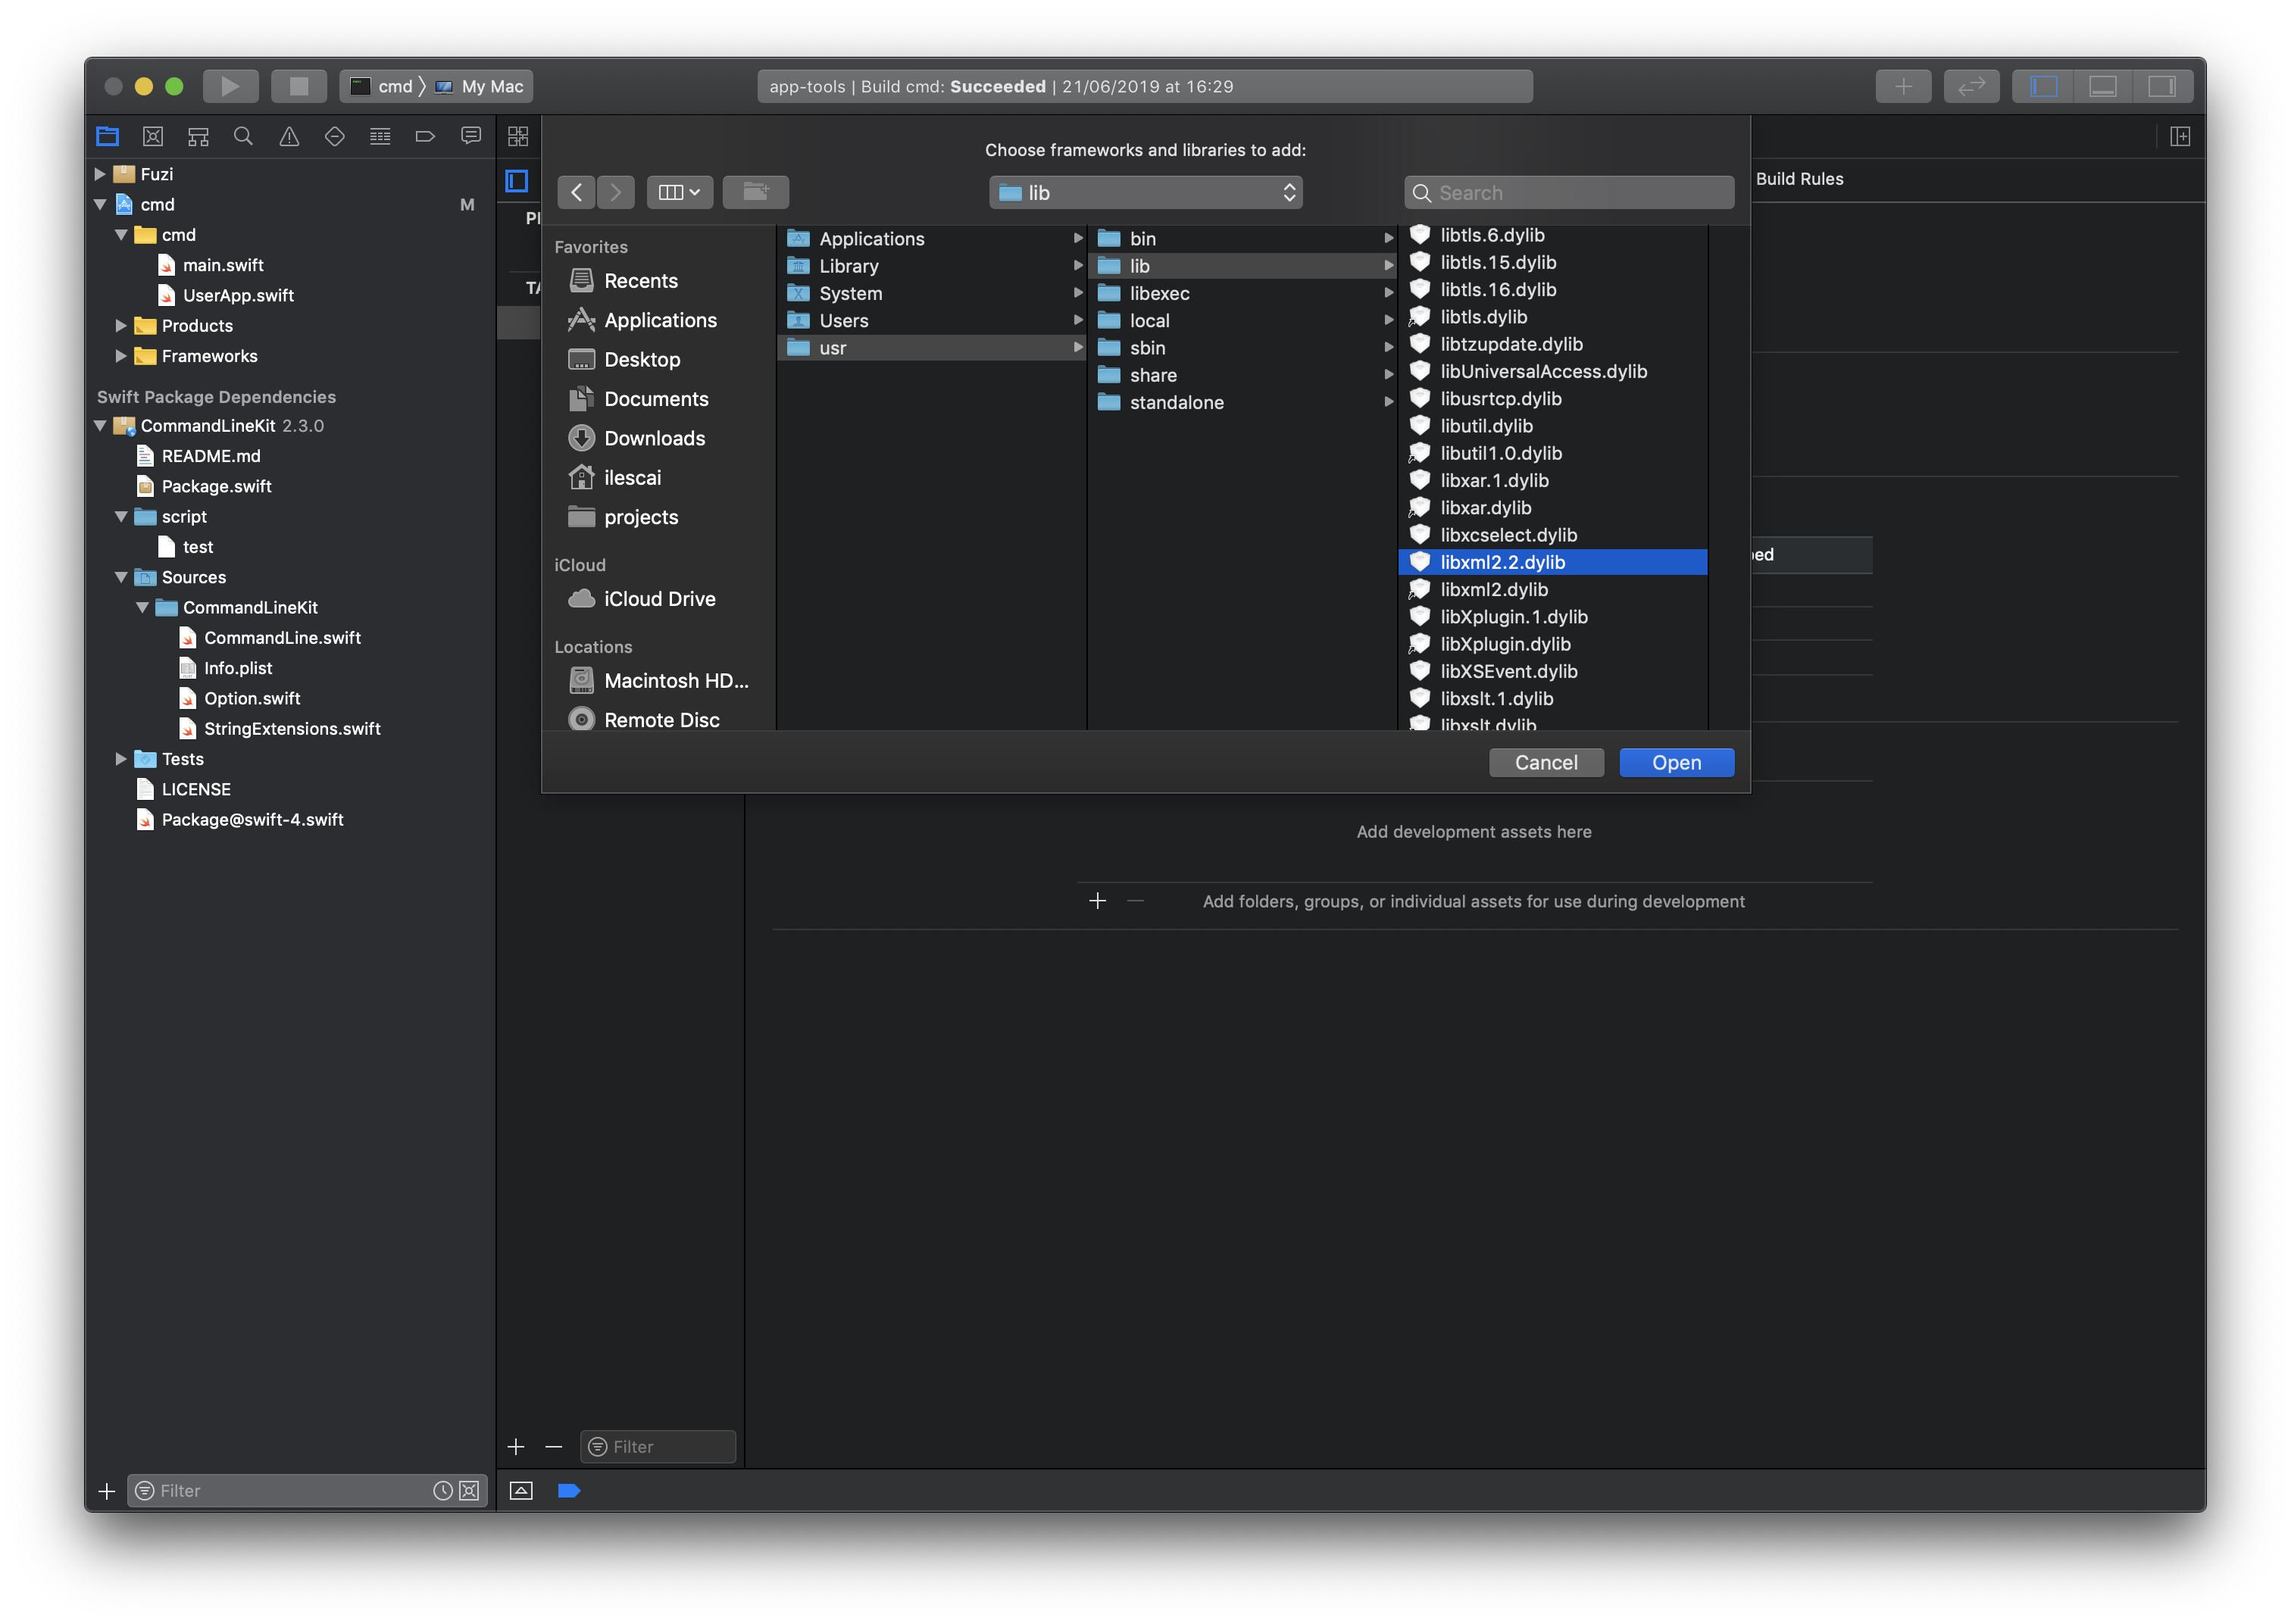 cmd My Mac
app-tools | Build cmd: Succeeded | 21/06/2019 at 16:29
Fuzi
cmd M
cmd
main.swift
UserApp.swift
Products
Frameworks
Swift Package Dependencies
CommandLineKit 2.3.0
README.md
Package.swift
script
test
Sources
CommandLineKit
CommandLine.swift
Info.plist
Option.swift
StringExtensions.swift
Tests
LICENSE
Package@swift-4.swift
Filter
Choose frameworks and libraries to add:
lib
Search
Favorites
Recents
Applications
Desktop
Documents
Downloads
ilescai
projects
iCloud
iCloud Drive
Locations
Macintosh HD...
Remote Disc
Applications
Library
System
Users
usr
bin
lib
libexec
local
sbin
share
standalone
libtls.6.dylib
libtls.15.dylib
libtls.16.dylib
libtls.dylib
libtzupdate.dylib
libUniversalAccess.dylib
libusrtcp.dylib
libutil.dylib
libutil1.0.dylib
libxar.1.dylib
libxar.dylib
libxcselect.dylib
libxml2.2.dylib
libxml2.dylib
libXplugin.1.dylib
libXplugin.dylib
libXSEvent.dylib
libxslt.1.dylib
libxslt.dylib
Cancel Open
Build Rules
Add development assets here
Add folders, groups, or individual assets for use during development
Filter